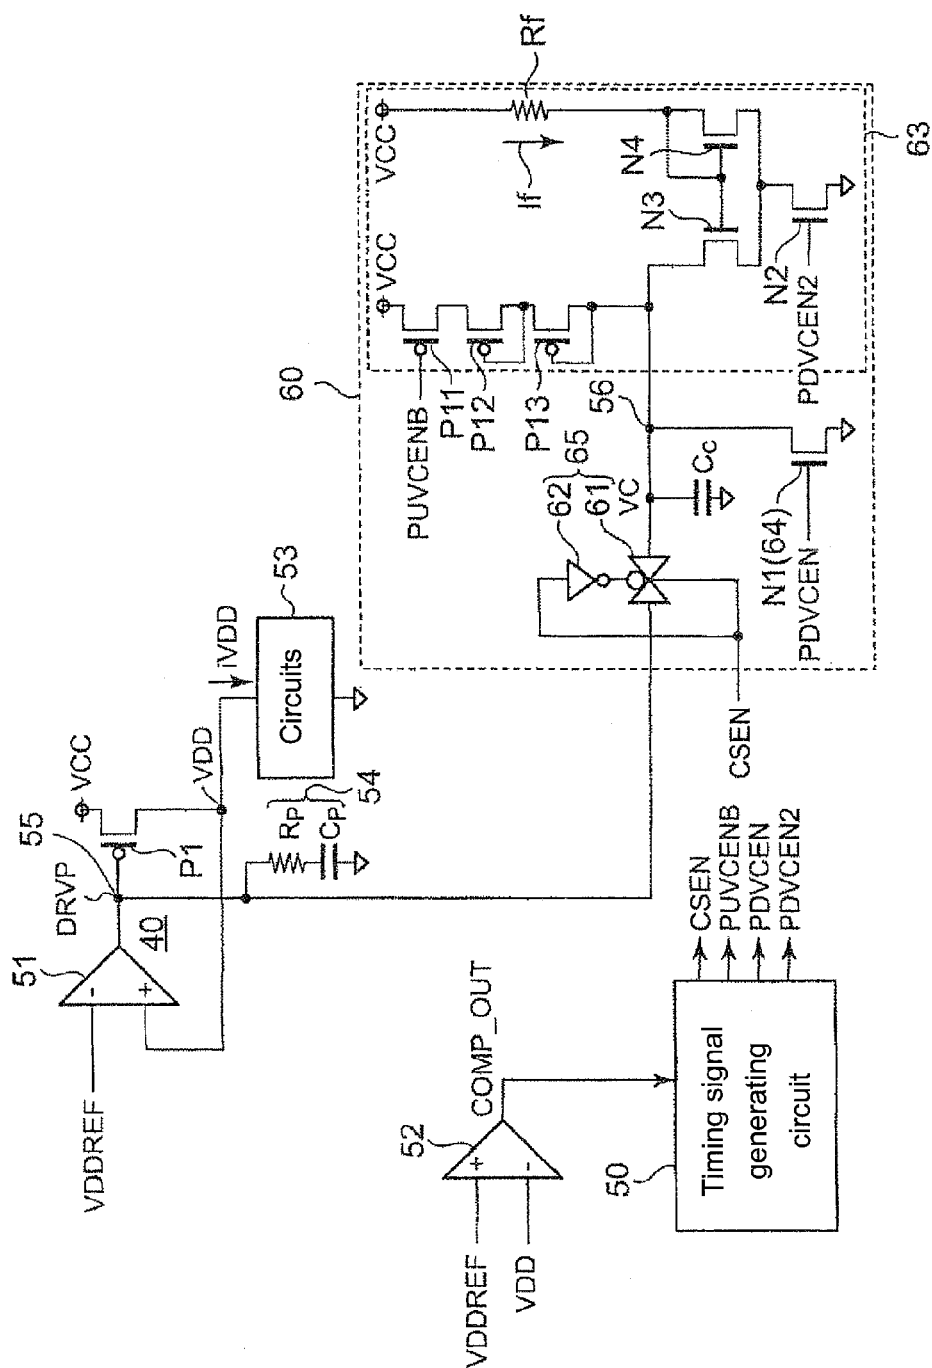 VDDREF
51
-
+
40
DRVP
55
VCC
P1
VDD
iVDD
Circuits
53
Rp
Cp
54
VDDREF
VDD
52
+
-
COMP_OUT
50
Timing signal
generating
circuit
CSEN
PUVCENB
PDVCEN
PDVCEN2
CSEN
60
62
61
65
VC
56
Cc
N1(64)
PDVCEN
PUVCENB
P11
P12
P13
VCC
VCC
If
Rf
N3
N4
N2
PDVCEN2
63